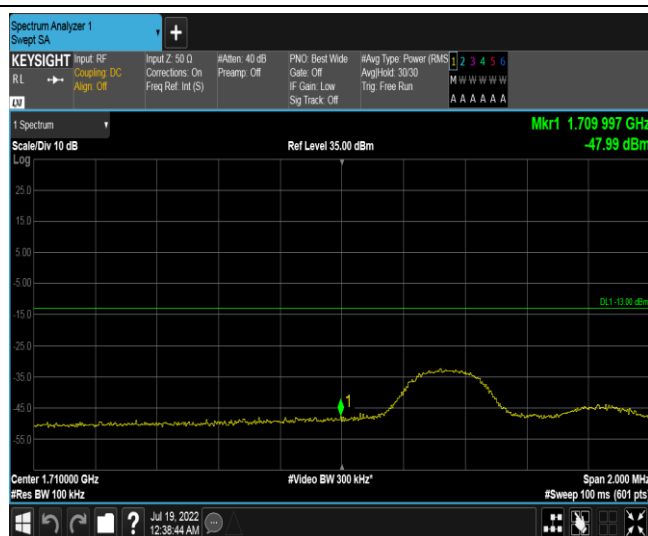 Spectrum Analyzer 1
Swept SA
+
KEYSIGHT
RL
Input: RF
Coupling: DC
Align: Off
Input Z: 50 Ω
Corrections: On
Freq Ref: Int (S)
#Atten: 40 dB
Preamp: Off
PNO: Best Wide
Gate: Off
IF Gain: Low
Sig Track: Off
#Avg Type: Power (RMS
Avg|Hold: 30/30
Trig: Free Run
1 2 3 4 5 6
M W W W W W
A A A A A A
LXI
1 Spectrum
Mkr1 1.709 997 GHz
-47.99 dBm
Scale/Div 10 dB
Ref Level 35.00 dBm
Log
25.0
15.0
5.00
-5.00
DL1 -13.00 dBm
-15.0
-25.0
-35.0
-45.0
1
-55.0
Center 1.710000 GHz
#Video BW 300 kHz*
Span 2.000 MHz
#Res BW 100 kHz
#Sweep 100 ms (601 pts)
?
Jul 19, 2022
12:38:44 AM